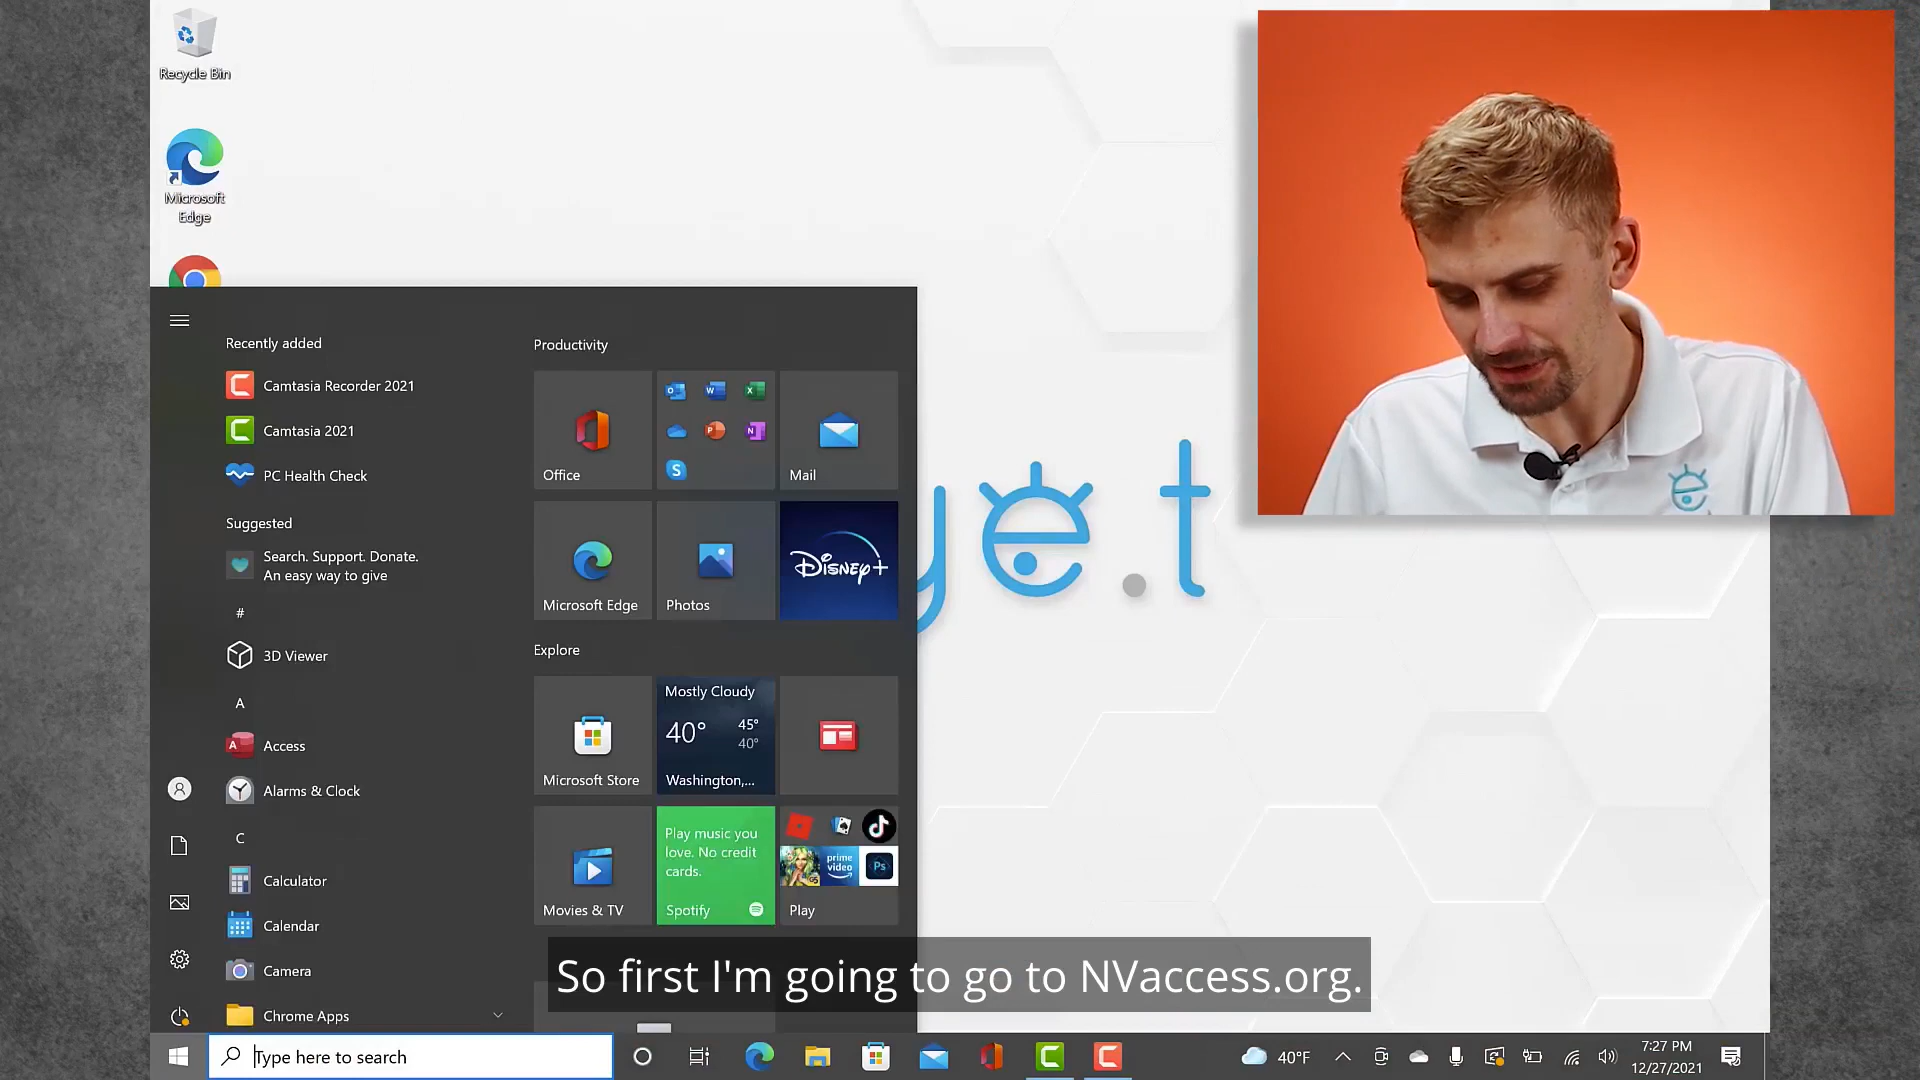 Recycle Bin
Microsoft
Edge
Recently added
Camtasia Recorder 2021
Camtasia 2021
PC Health Check
Suggested
Search. Support. Donate.
An easy way to give
#
3D Viewer
A
Access
Alarms & Clock
C
Calculator
Calendar
Camera
Chrome Apps
Productivity
Office
Mail
Microsoft Edge
Photos
Disney+
Explore
Microsoft Store
Mostly Cloudy
40°
45°
40°
Washington,...
Movies & TV
Play music you
love. No credit
cards.
Spotify
prime
video
Ps
Play
ye.t
So first I'm going to go to NVaccess.org.
Type here to search
40°F
7:27 PM
12/27/2021